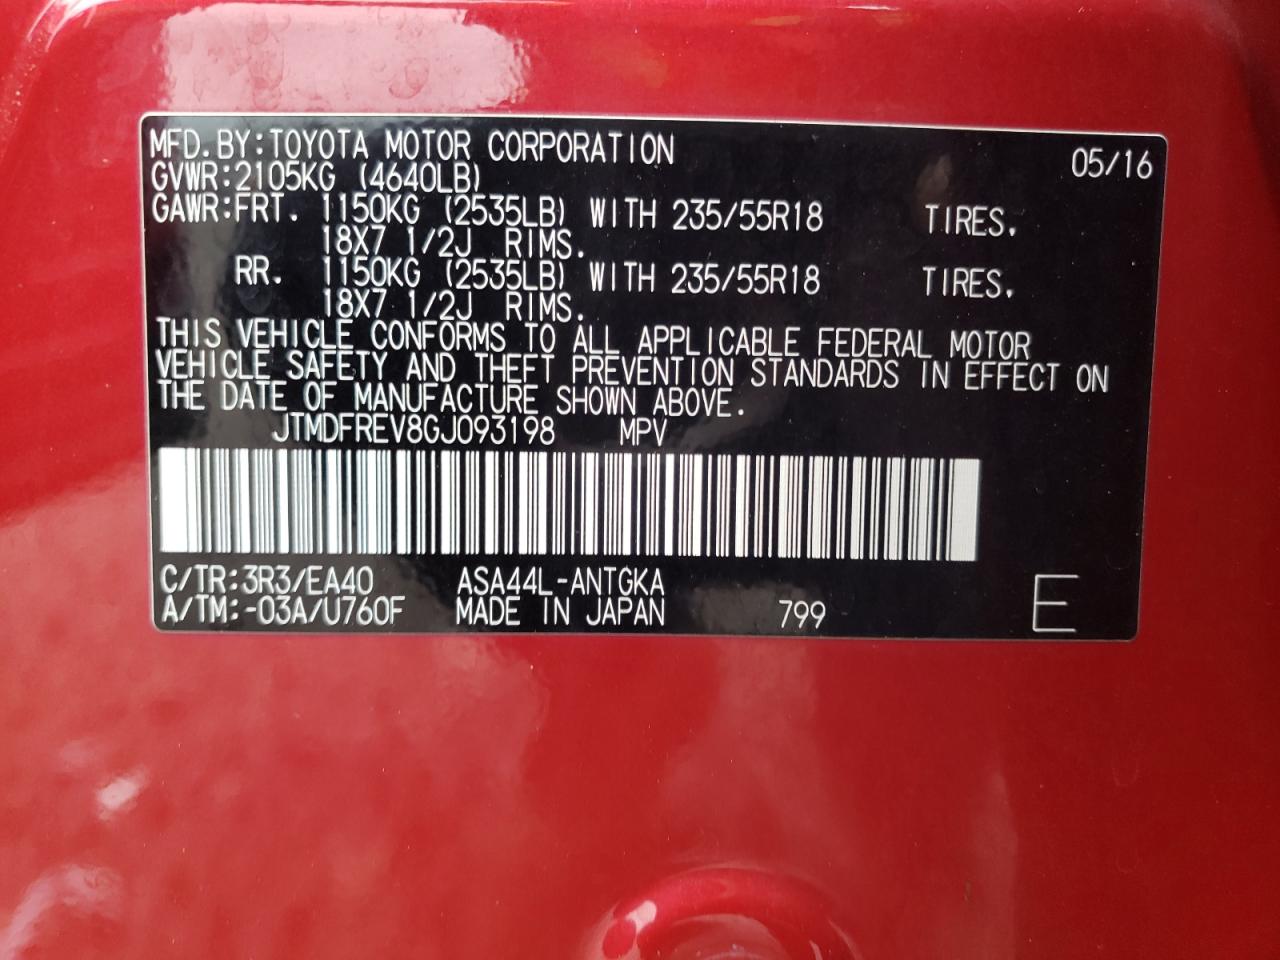 MFD.BY:TOYOTA MOTOR CORPORATION 05/16
GVWR:2105KG (4640LB)
GAWR:FRT. 1150KG (2535LB) WITH 235/55R18 TIRES.
18X7 1/2J RIMS.
RR. 1150KG (2535LB) WITH 235/55R18 TIRES.
18X7 1/2J RIMS.
THIS VEHICLE CONFORMS TO ALL APPLICABLE FEDERAL MOTOR
VEHICLE SAFETY AND THEFT PREVENTION STANDARDS IN EFFECT ON
THE DATE OF MANUFACTURE SHOWN ABOVE.
JTMDFREV8GJ093198 MPV
C/TR:3R3/EA40 ASA44L-ANTGKA
A/TM:-03A/U760F MADE IN JAPAN 799 E